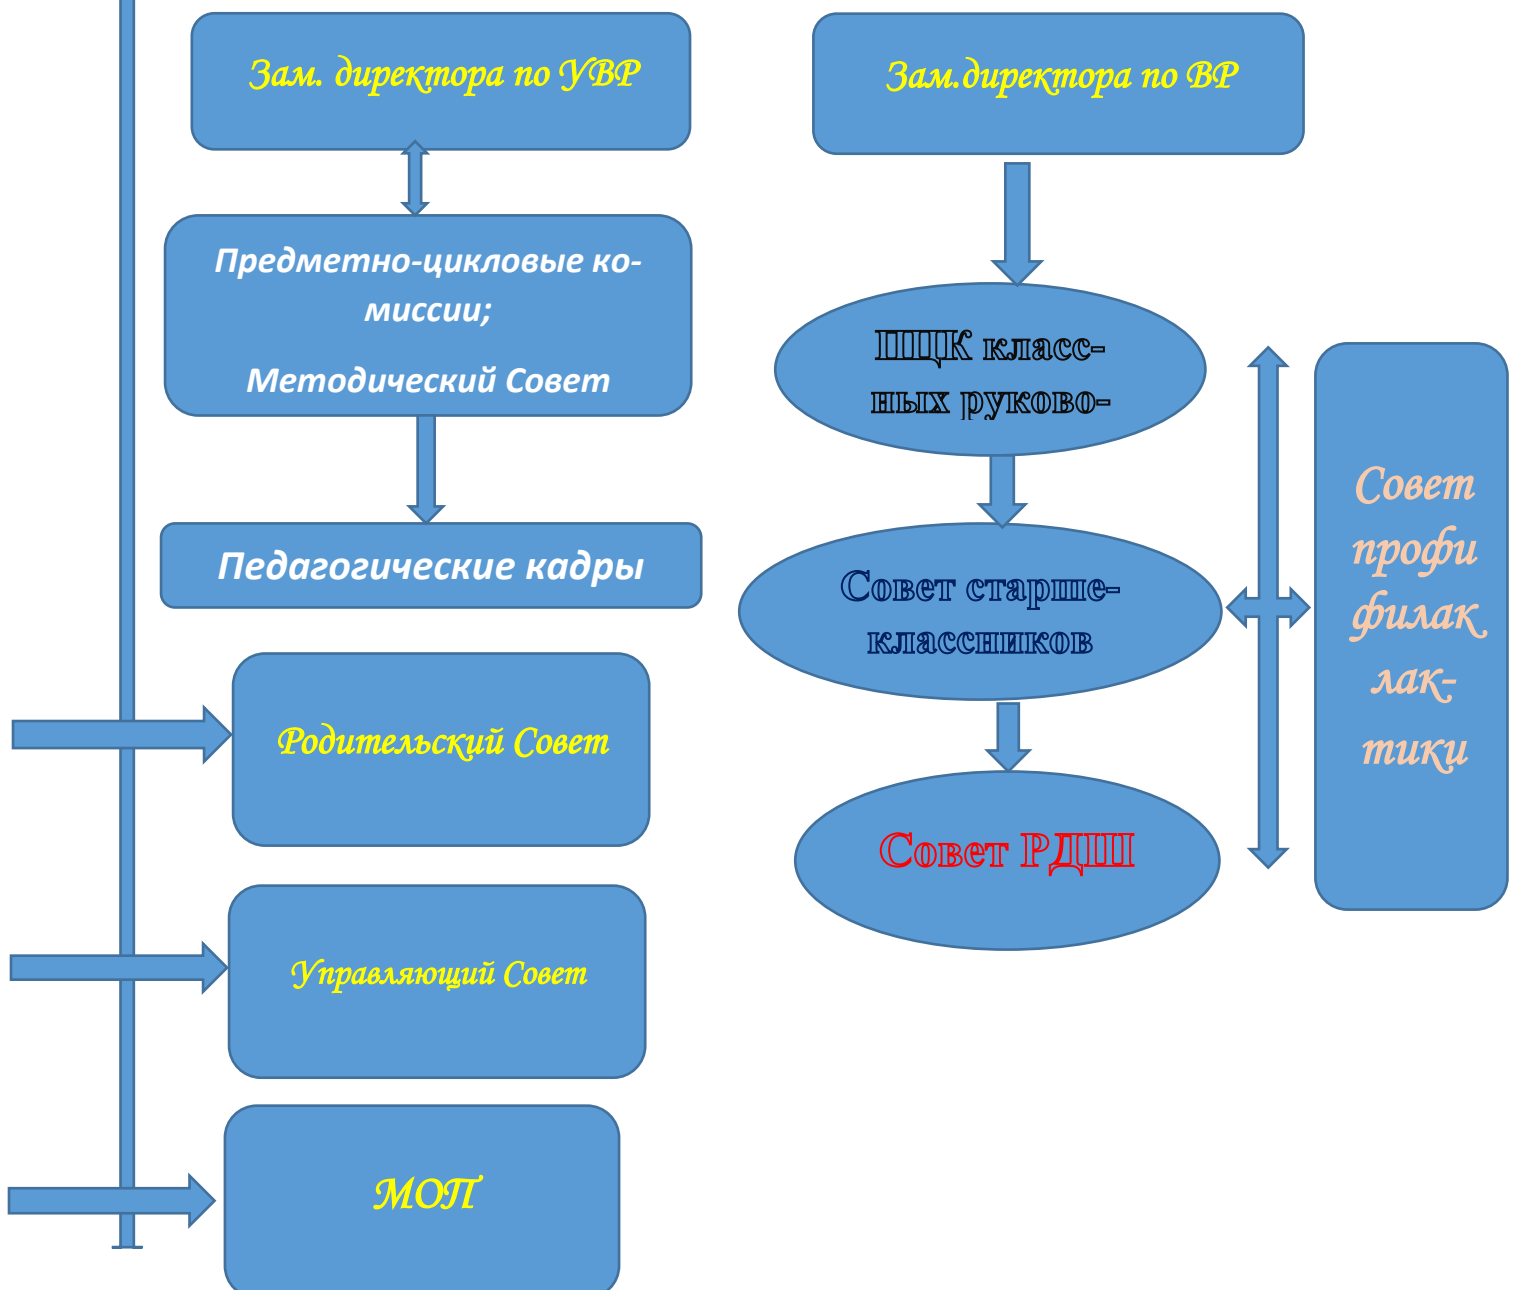 Зам. директора по УВР
Зам.директора по ВР
Предметно-цикловые ко-
миссии;
Методический Совет
ПЦК класс-
ных руково-
Педагогические кадры
Совет старше-
классников
Совет
профи
филак
лак-
тики
Родительский Совет
Совет РДШ
Управляющий Совет
МОП